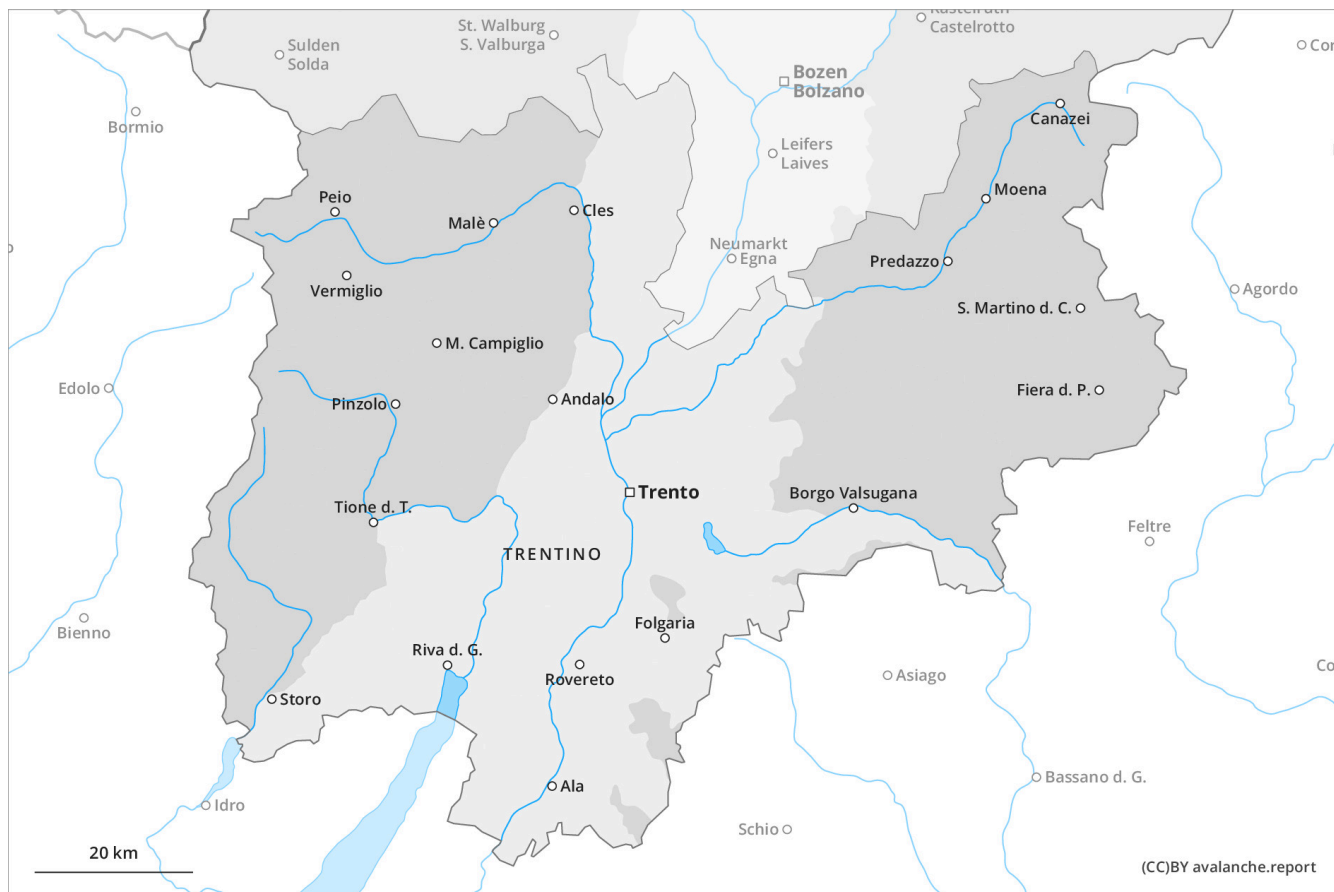 Kastelruth
Castelrotto
St. Walburg
S. Valburga
Sulden
Solda
Bozen
Bolzano
Bormio
Canazei
Leifers
Laives
Peio
Malè
Cles
Moena
Neumarkt
Egna
Predazzo
Vermiglio
Agordo
S. Martino d. C.
M. Campiglio
Edolo
Pinzolo
Andalo
Fiera d. P.
Trento
Borgo Valsugana
Tione d. T.
Feltre
TRENTINO
Bienno
Folgaria
Riva d. G.
Rovereto
Asiago
Storo
Idro
Ala
Bassano d. G.
Schio
20 km
(CC)BY avalanche.report